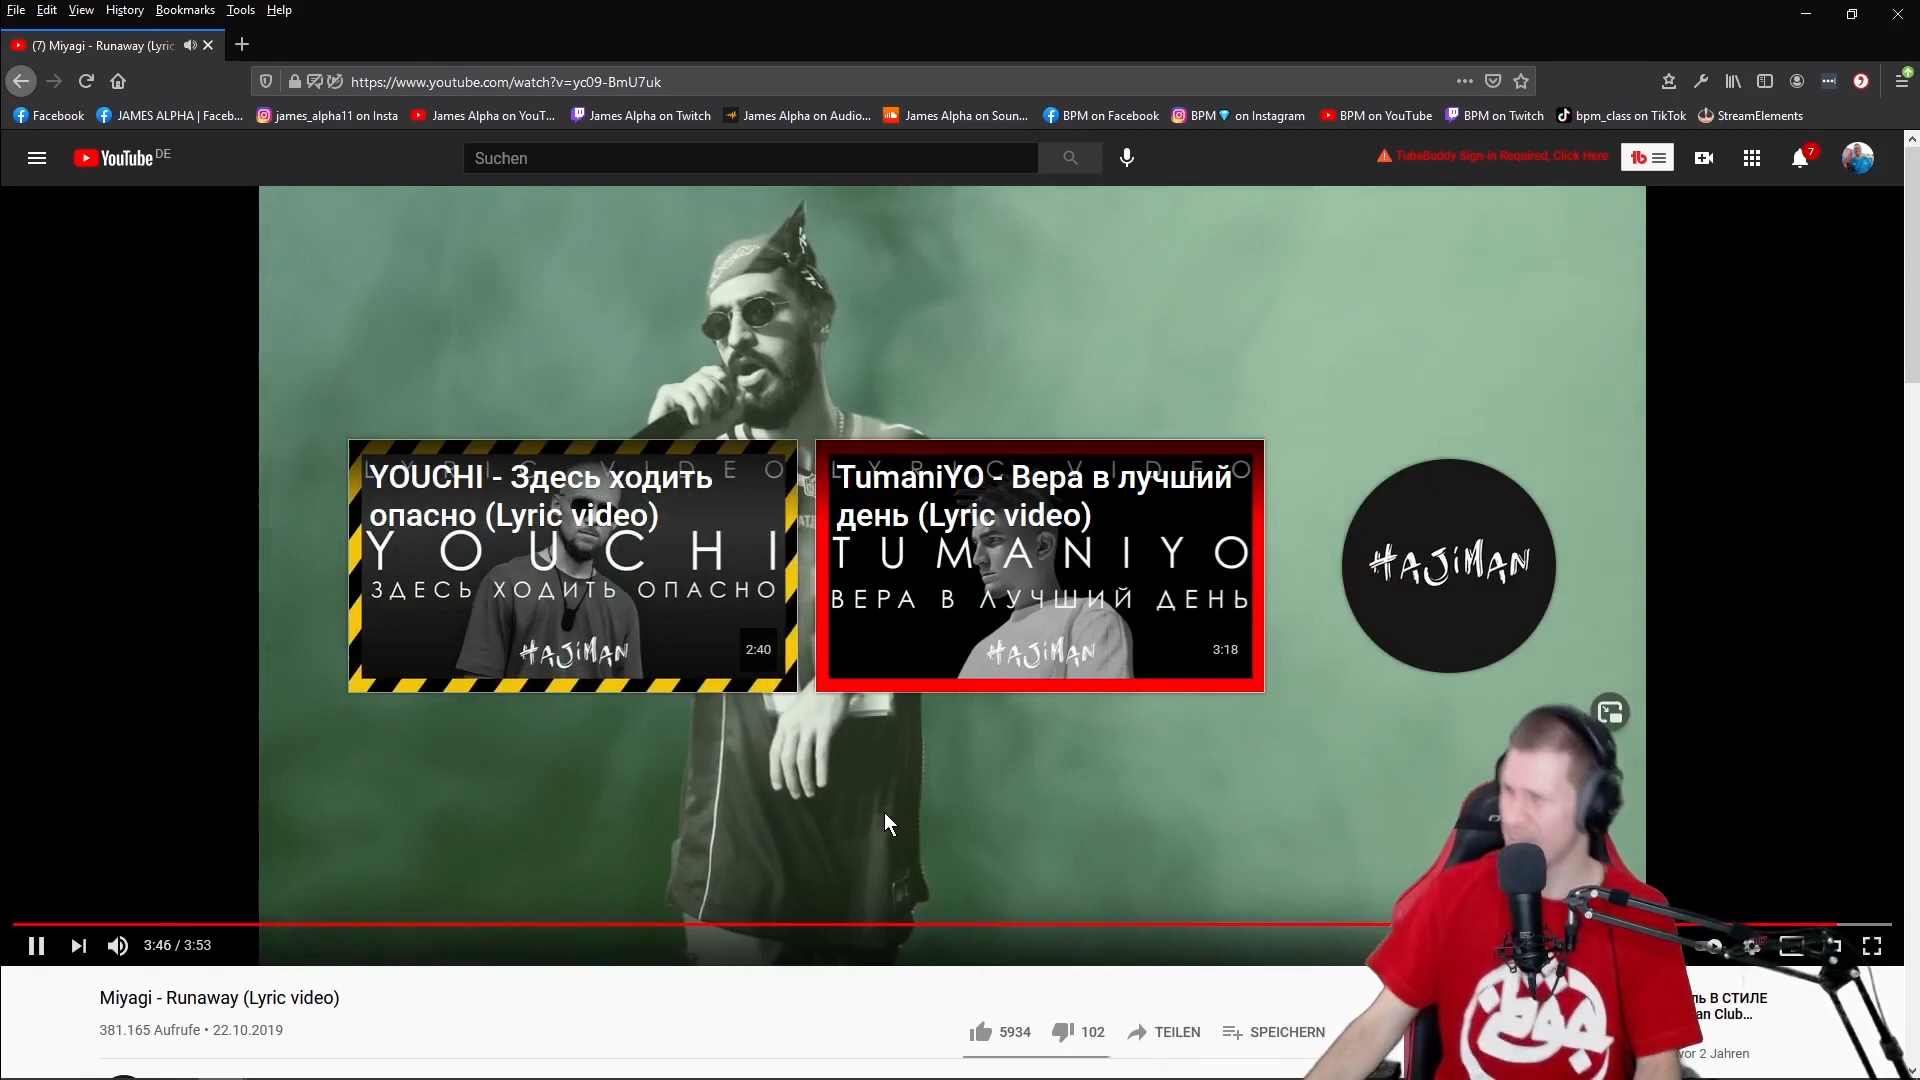 File Edit View History Bookmarks Tools Help
(7) Miyagi - Runaway (Lyric
https://www.youtube.com/watch?v=yc09-BmU7uk
Facebook JAMES ALPHA | Faceb... james_alpha11 on Insta James Alpha on YouT... James Alpha on Twitch James Alpha on Audio... James Alpha on Soun... BPM on Facebook BPM💎 on Instagram BPM on YouTube BPM on Twitch bpm_class on TikTok StreamElements
YouTube DE
Suchen
TubeBuddy Sign-in Required, Click Here
7
LYRIC VIDEO
YOUCHI - Здесь ходить
опасно (Lyric video)
YOUCHI
ЗДЕСЬ ХОДИТЬ ОПАСНО
HAJIMAN
2:40
LYRIC VIDEO
TumaniYO - Вера в лучший
день (Lyric video)
TUMANIYO
ВЕРА В ЛУЧШИЙ ДЕНЬ
HAJIMAN
3:18
HAJIMAN
3:46 / 3:53
Miyagi - Runaway (Lyric video)
381.165 Aufrufe • 22.10.2019
5934 102 TEILEN SPEICHERN
В СТИЛЕ
Club...
vor 2 Jahren